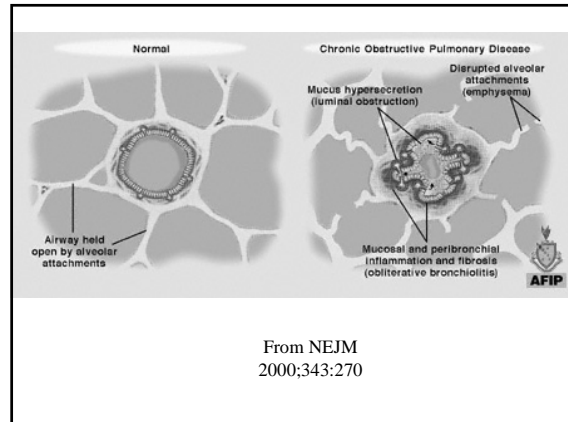 Normal
Airway held
open by alveolar
attachments
Chronic Obstructive Pulmonary Disease
Disrupted alveolar
attachments
(emphysema)
Mucus hypersecretion
(luminal obstruction)
Mucosal and peribronchial
inflammation and fibrosis
(obliterative bronchiolitis)
AFIP
From NEJM
2000;343:270